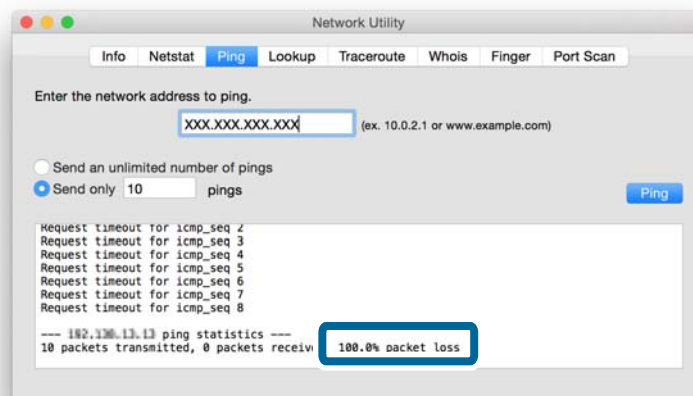 Network Utility
Info Netstat Ping Lookup Traceroute Whois Finger Port Scan
Enter the network address to ping.
XXX.XXX.XXX.XXX (ex. 10.0.2.1 or www.example.com)
Send an unlimited number of pings
Send only 10 pings
Ping
Request timeout for icmp_seq 2
Request timeout for icmp_seq 3
Request timeout for icmp_seq 4
Request timeout for icmp_seq 5
Request timeout for icmp_seq 6
Request timeout for icmp_seq 7
Request timeout for icmp_seq 8
--- ping statistics ---
10 packets transmitted, 0 packets receiv 100.0% packet loss